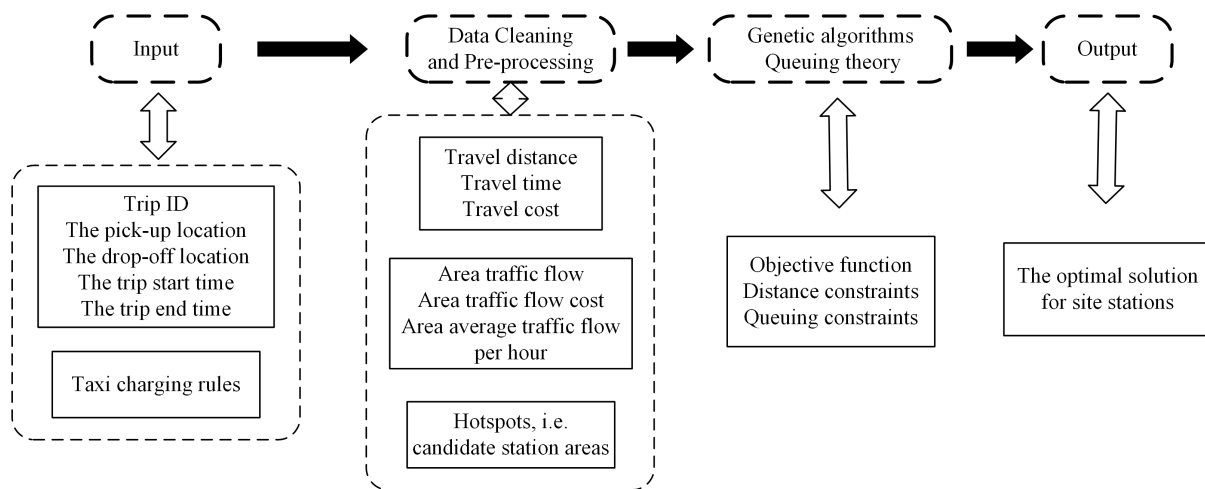 Input
Data Cleaning
and Pre-processing
Genetic algorithms
Queuing theory
Output
Trip ID
The pick-up location
The drop-off location
The trip start time
The trip end time
Taxi charging rules
Travel distance
Travel time
Travel cost
Area traffic flow
Area traffic flow cost
Area average traffic flow
per hour
Hotspots, i.e.
candidate station areas
Objective function
Distance constraints
Queuing constraints
The optimal solution
for site stations